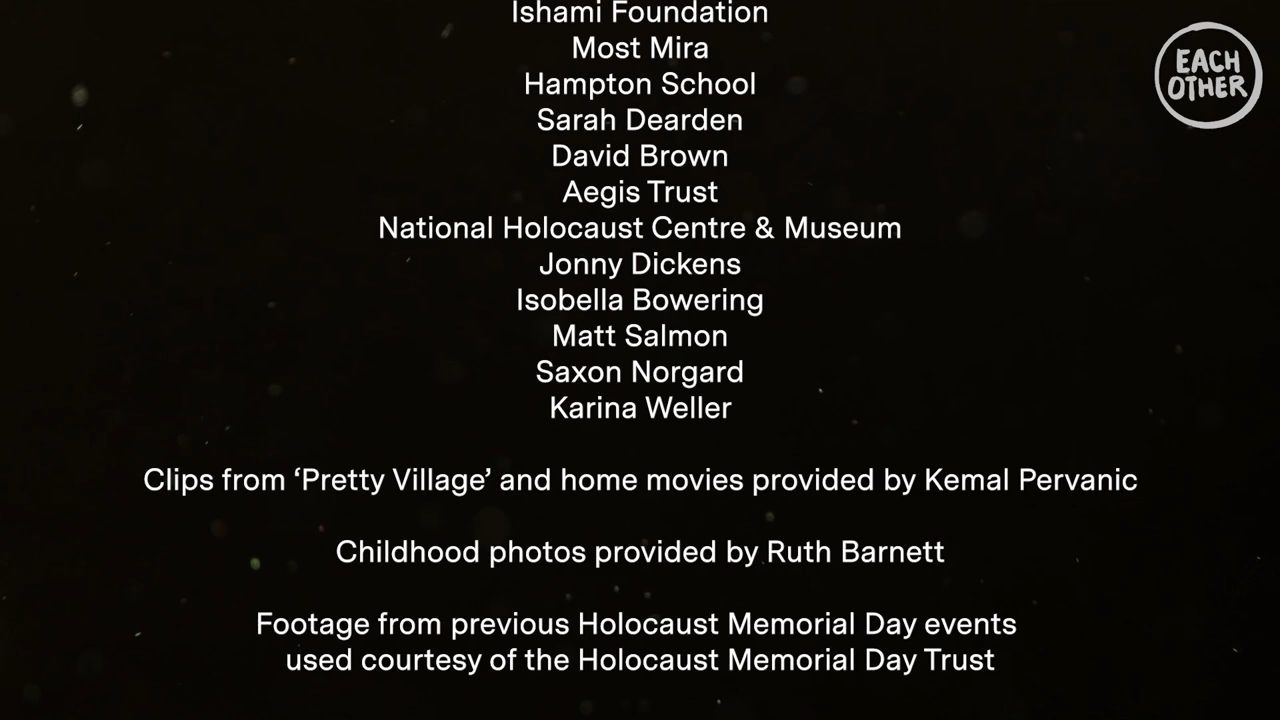 Ishami Foundation
Most Mira
Hampton School
Sarah Dearden
David Brown
Aegis Trust
National Holocaust Centre & Museum
Jonny Dickens
Isobella Bowering
Matt Salmon
Saxon Norgard
Karina Weller
Clips from ‘Pretty Village’ and home movies provided by Kemal Pervanic
Childhood photos provided by Ruth Barnett
Footage from previous Holocaust Memorial Day events
used courtesy of the Holocaust Memorial Day Trust
EACH
OTHER